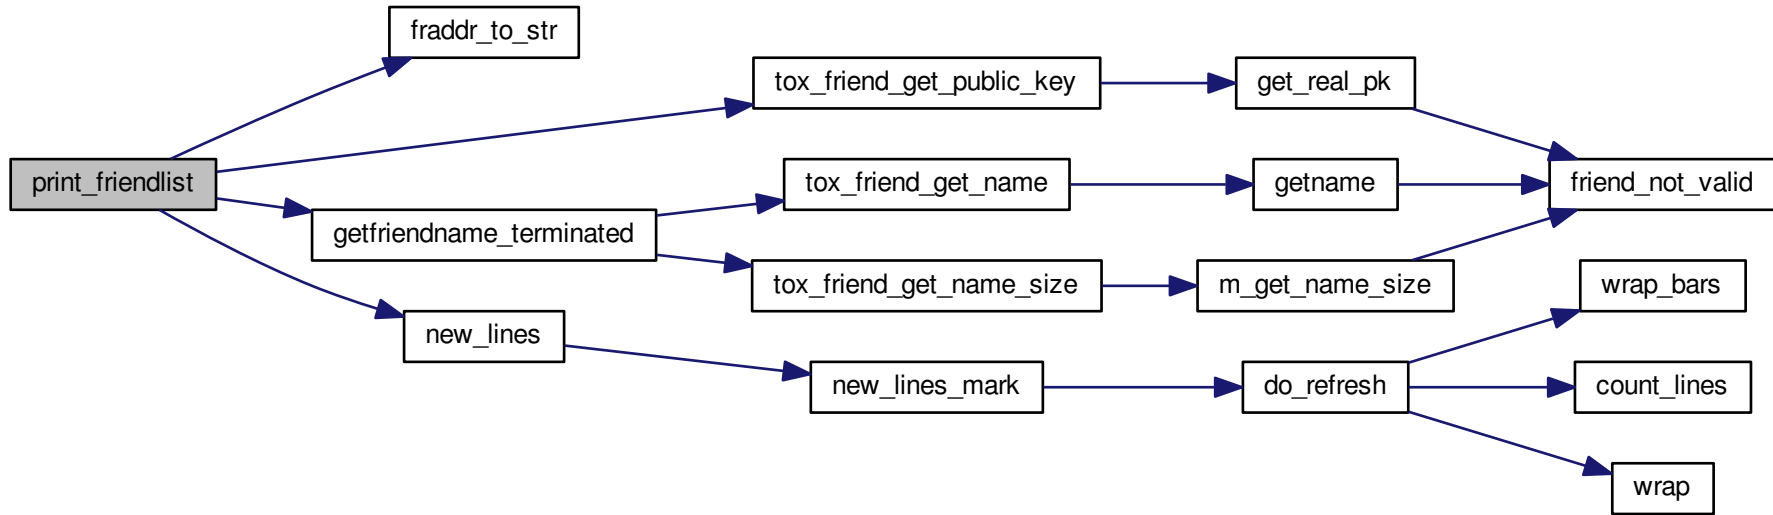 print_friendlist
fraddr_to_str
tox_friend_get_public_key
get_real_pk
friend_not_valid
getfriendname_terminated
tox_friend_get_name
getname
tox_friend_get_name_size
m_get_name_size
new_lines
new_lines_mark
do_refresh
wrap_bars
count_lines
wrap